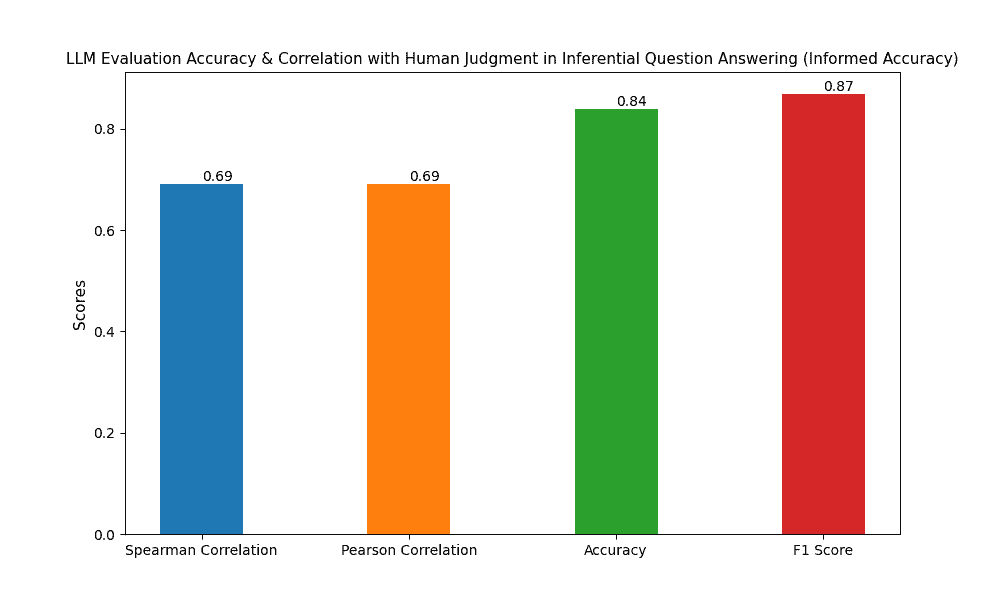 LLM Evaluation Accuracy & Correlation with Human Judgment in Inferential Question Answering (Informed Accuracy)
0.87
0.84
0.8
0.69 0.69
0.6
Scores
0.4
0.2
0.0
Spearman Correlation Pearson Correlation Accuracy F1 Score